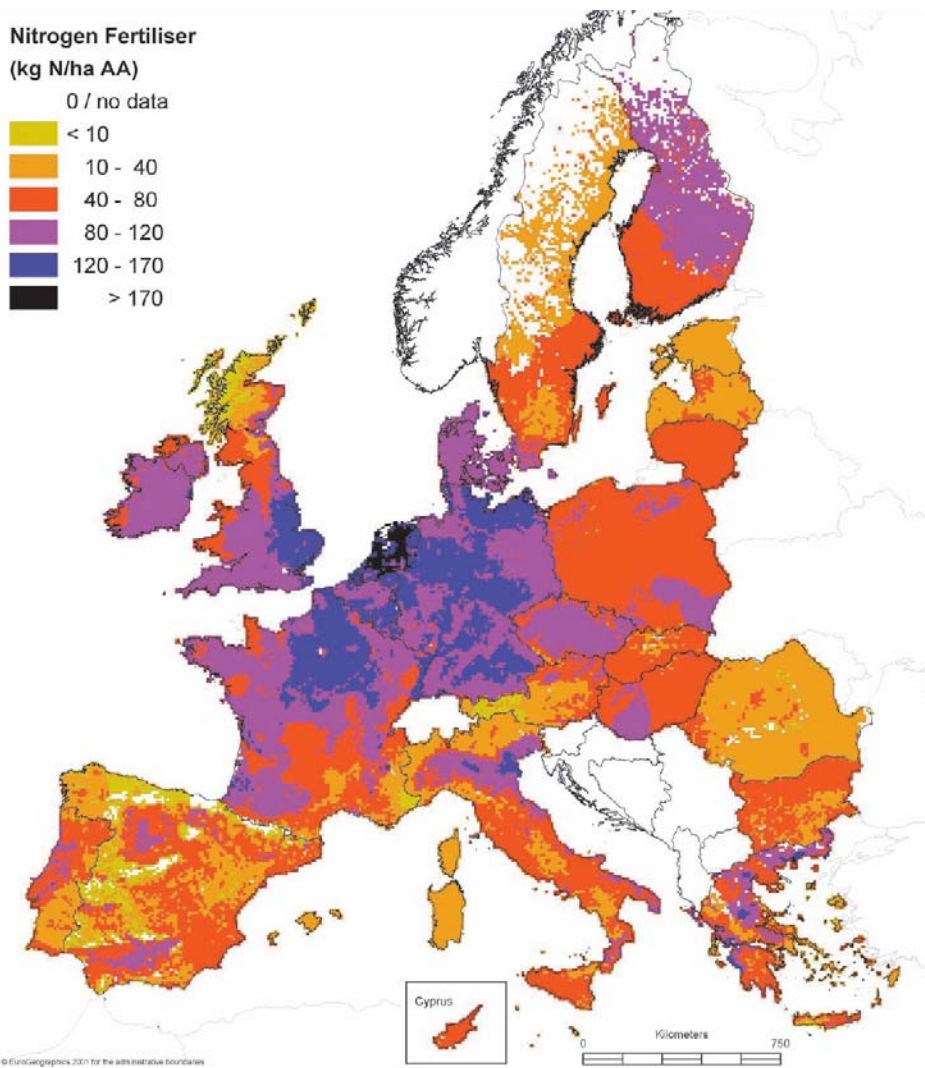 Nitrogen Fertiliser
(kg N/ha AA)
0 / no data
< 10
10 - 40
40 - 80
80 - 120
120 - 170
> 170
Cyprus
Kilometers
0 750
© EuroGeographics 2001 for the administrative boundaries